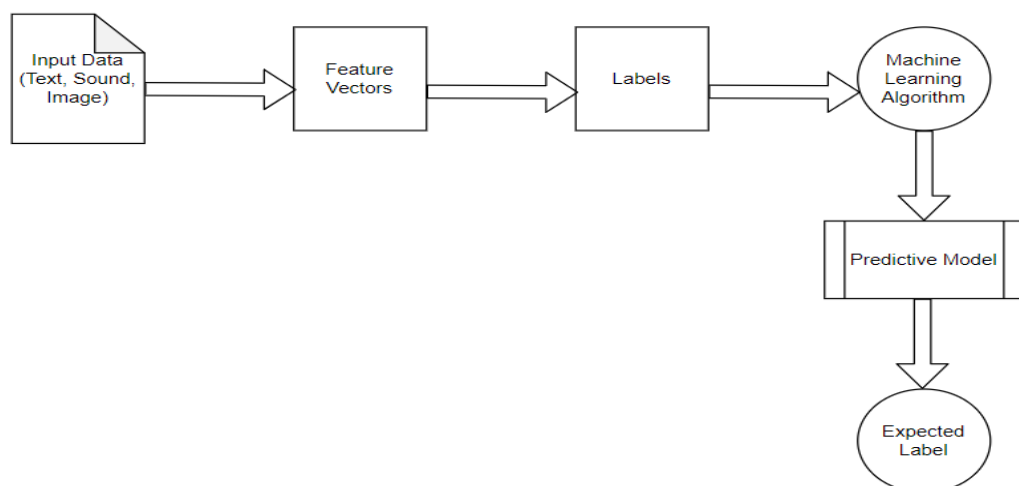 Input Data
(Text, Sound,
Image)
Feature
Vectors
Labels
Machine
Learning
Algorithm
Predictive Model
Expected
Label